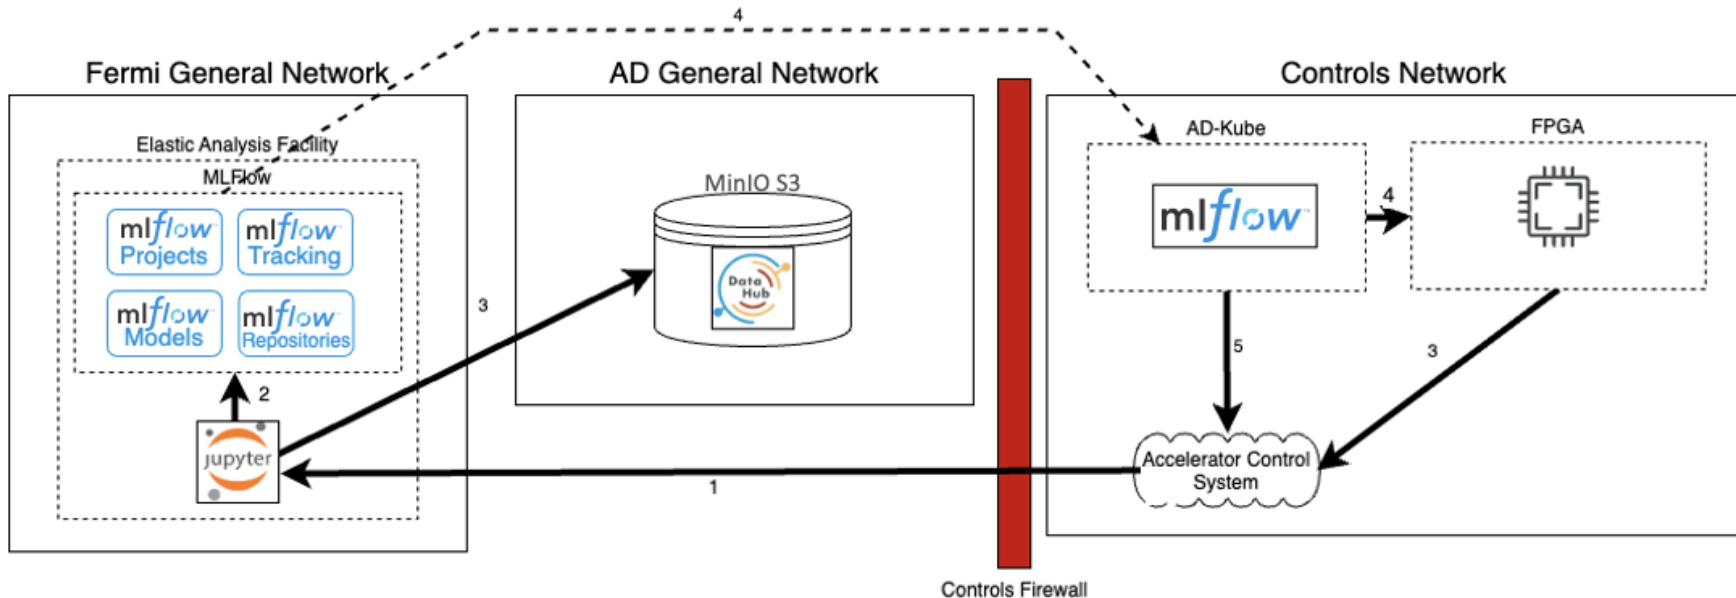 4
Fermi General Network
AD General Network
Controls Network
Elastic Analysis Facility
MLFlow
mlflow
Projects
mlflow
Tracking
mlflow
Models
mlflow
Repositories
2
jupyter
3
MinIO S3
Data
Hub
1
Controls Firewall
AD-Kube
mlflow
4
FPGA
5
3
Accelerator Control
System